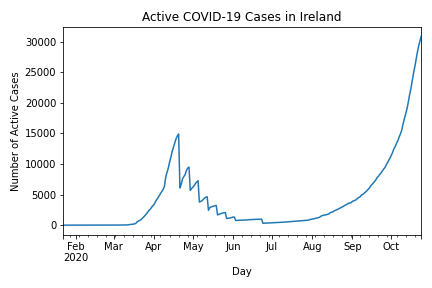 Active COVID-19 Cases in Ireland
30000
25000
20000
15000
10000
5000
0
Number of Active Cases
Feb Mar Apr May Jun Jul Aug Sep Oct
2020
Day